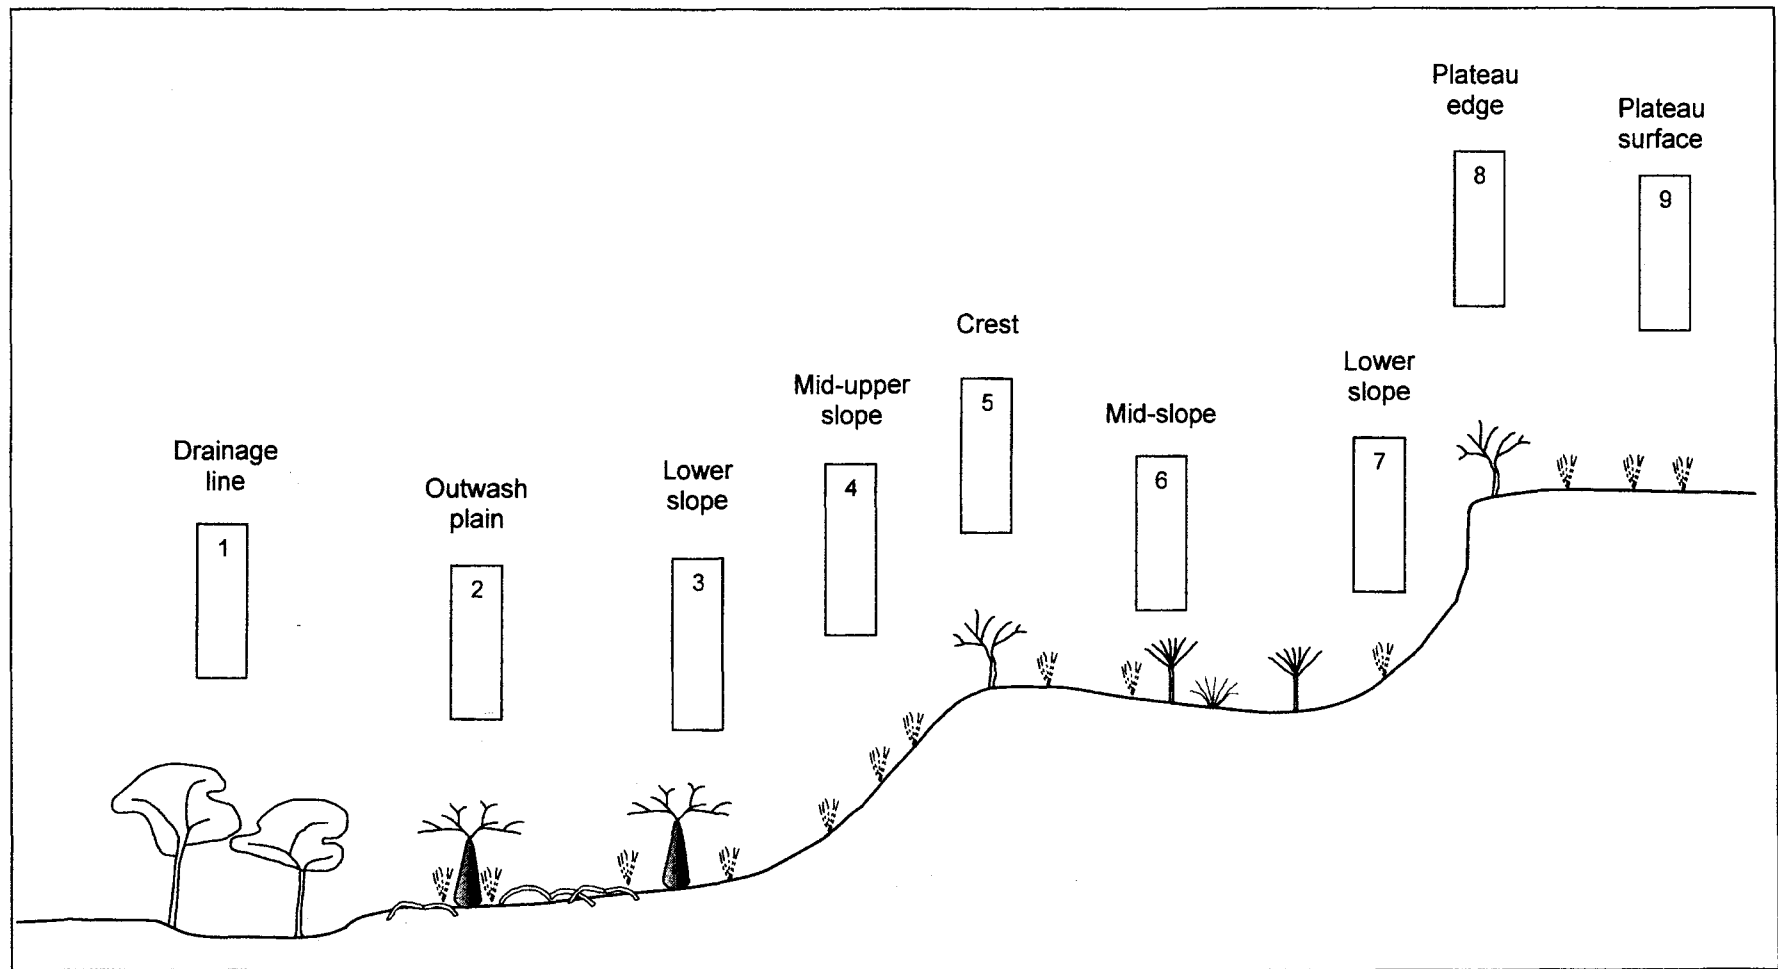 Drainage
line
1
Outwash
plain
2
Lower
slope
3
Mid-upper
slope
4
Crest
5
Mid-slope
6
Lower
slope
7
Plateau
edge
8
Plateau
surface
9